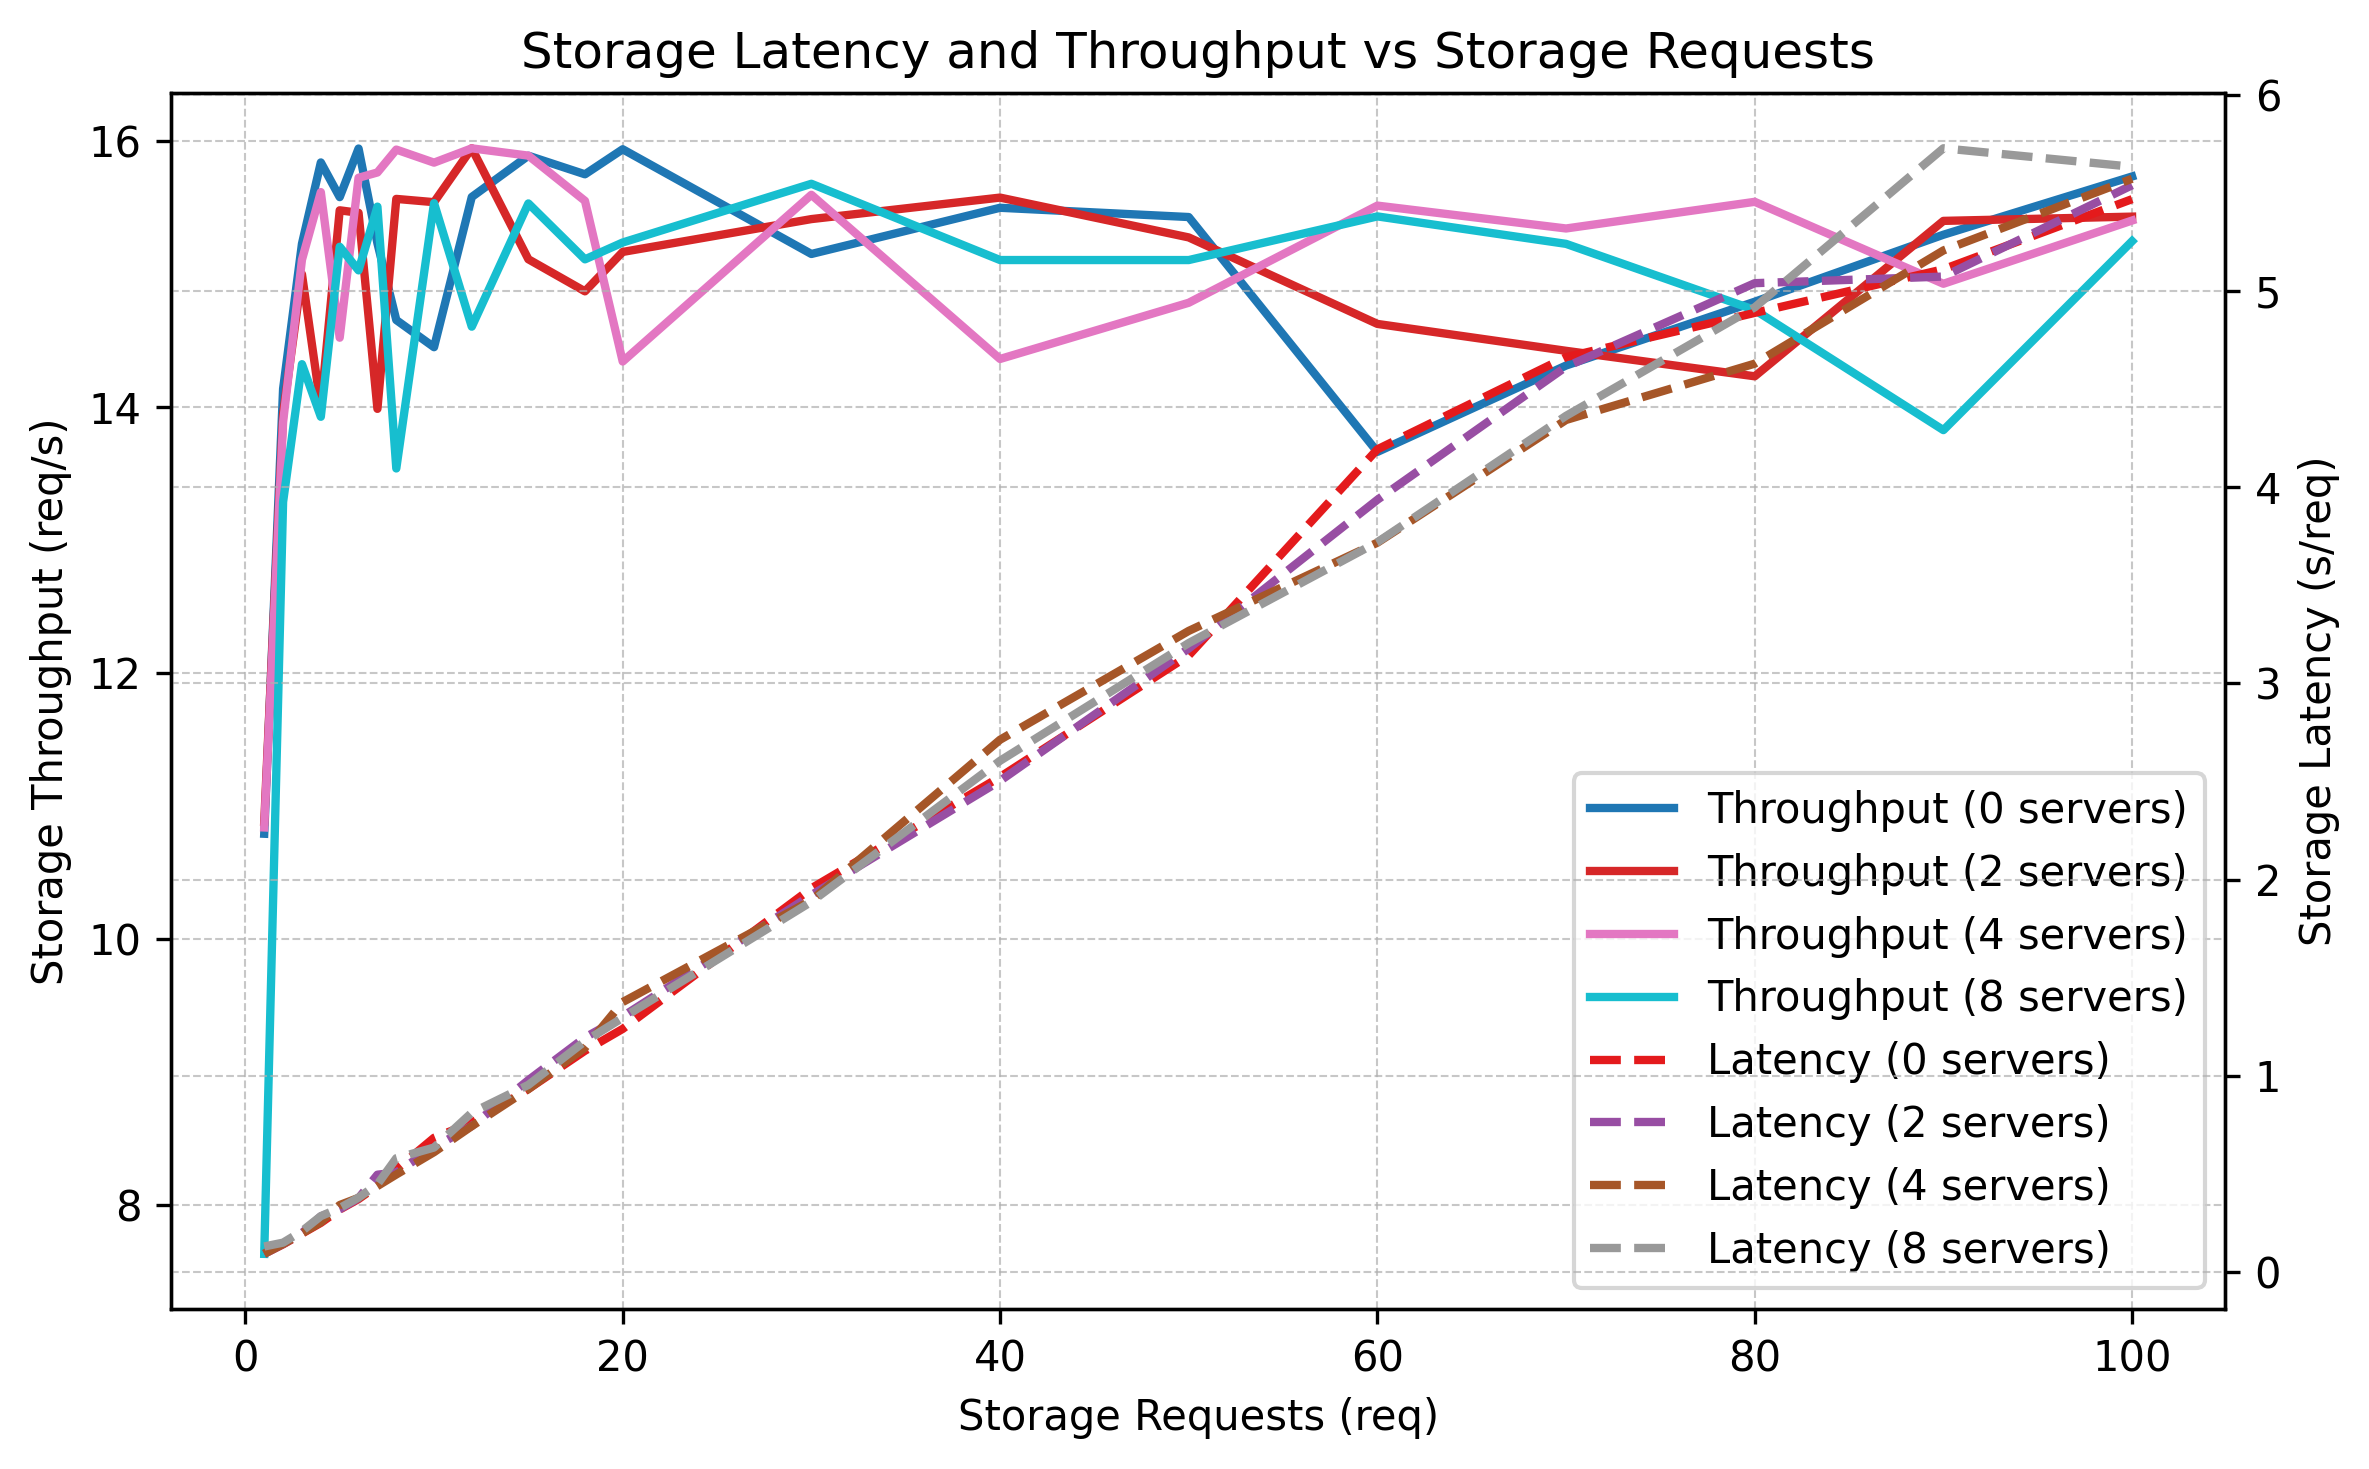 Storage Latency and Throughput vs Storage Requests
Storage Throughput (req/s)
16
14
12
10
8
6
5
4
3
2
1
0
Storage Latency (s/req)
Throughput (0 servers)
Throughput (2 servers)
Throughput (4 servers)
Throughput (8 servers)
Latency (0 servers)
Latency (2 servers)
Latency (4 servers)
Latency (8 servers)
0 20 40 60 80 100
Storage Requests (req)